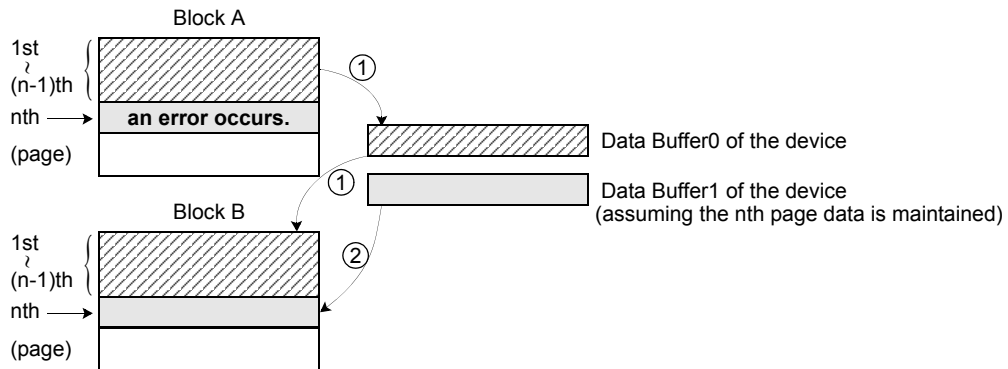 Block A
1st
~
(n-1)th
nth
an error occurs.
(page)
①
Data Buffer0 of the device
①
Data Buffer1 of the device
(assuming the nth page data is maintained)
Block B
1st
~
(n-1)th
②
nth
(page)